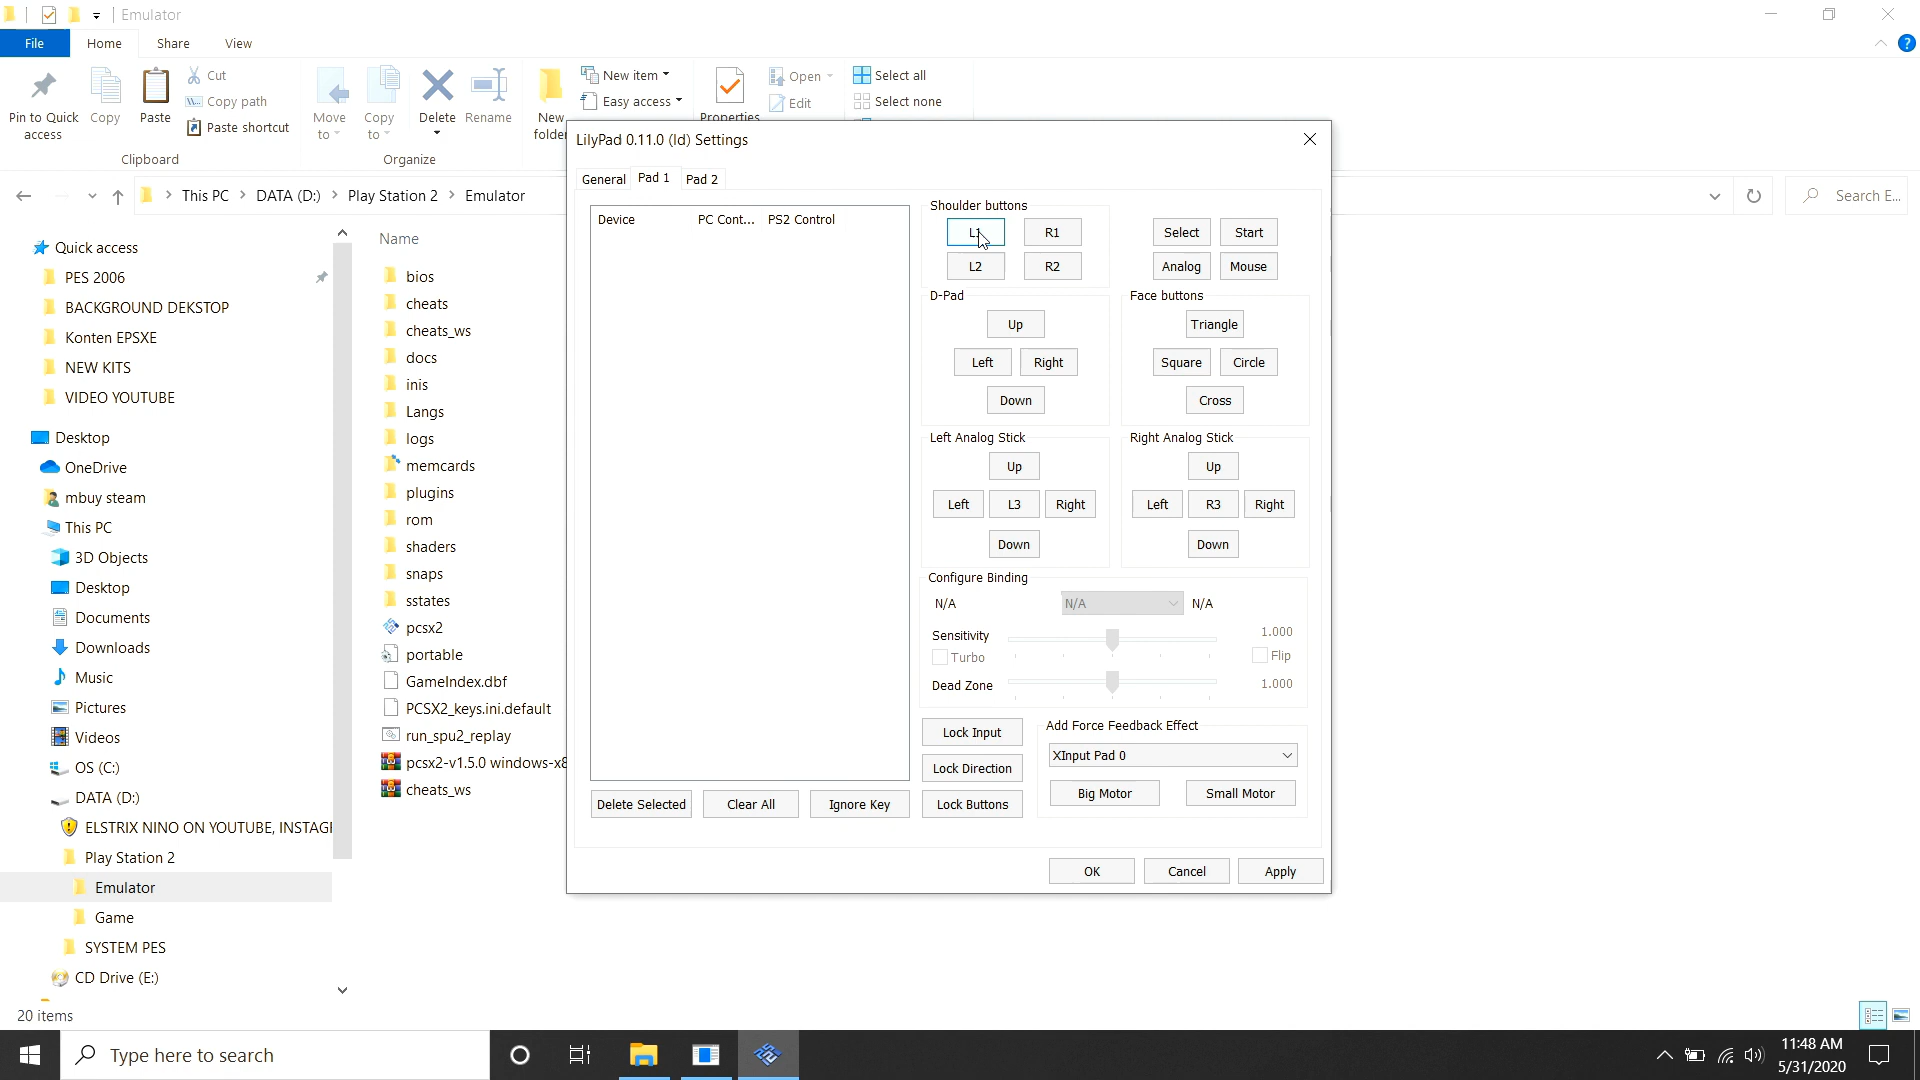 Emulator
File Home Share View
Pin to Quick access
Copy
Paste
Cut
Copy path
Paste shortcut
Clipboard
Move to
Copy to
Delete
Rename
Organize
New folder
New item
Easy access
Properties
Open
Edit
Select all
Select none
This PC > DATA (D:) > Play Station 2 > Emulator
Search E...
Quick access
PES 2006
BACKGROUND DEKSTOP
Konten EPSXE
NEW KITS
VIDEO YOUTUBE
Desktop
OneDrive
mbuy steam
This PC
3D Objects
Desktop
Documents
Downloads
Music
Pictures
Videos
OS (C:)
DATA (D:)
ELSTRIX NINO ON YOUTUBE, INSTAG
Play Station 2
Emulator
Game
SYSTEM PES
CD Drive (E:)
20 items
Name
bios
cheats
cheats_ws
docs
inis
Langs
logs
memcards
plugins
rom
shaders
snaps
sstates
pcsx2
portable
GameIndex.dbf
PCSX2_keys.ini.default
run_spu2_replay
pcsx2-v1.5.0 windows-x8
cheats_ws
LilyPad 0.11.0 (ld) Settings
General Pad 1 Pad 2
Device PC Cont... PS2 Control
Delete Selected Clear All Ignore Key
Shoulder buttons
L1 R1
L2 R2
Select Start
Analog Mouse
D-Pad
Up
Left Right
Down
Face buttons
Triangle
Square Circle
Cross
Left Analog Stick
Up
Left L3 Right
Down
Right Analog Stick
Up
Left R3 Right
Down
Configure Binding
N/A N/A N/A
Sensitivity 1.000
Turbo Flip
Dead Zone 1.000
Lock Input
Lock Direction
Lock Buttons
Add Force Feedback Effect
XInput Pad 0
Big Motor Small Motor
OK Cancel Apply
Type here to search
11:48 AM
5/31/2020